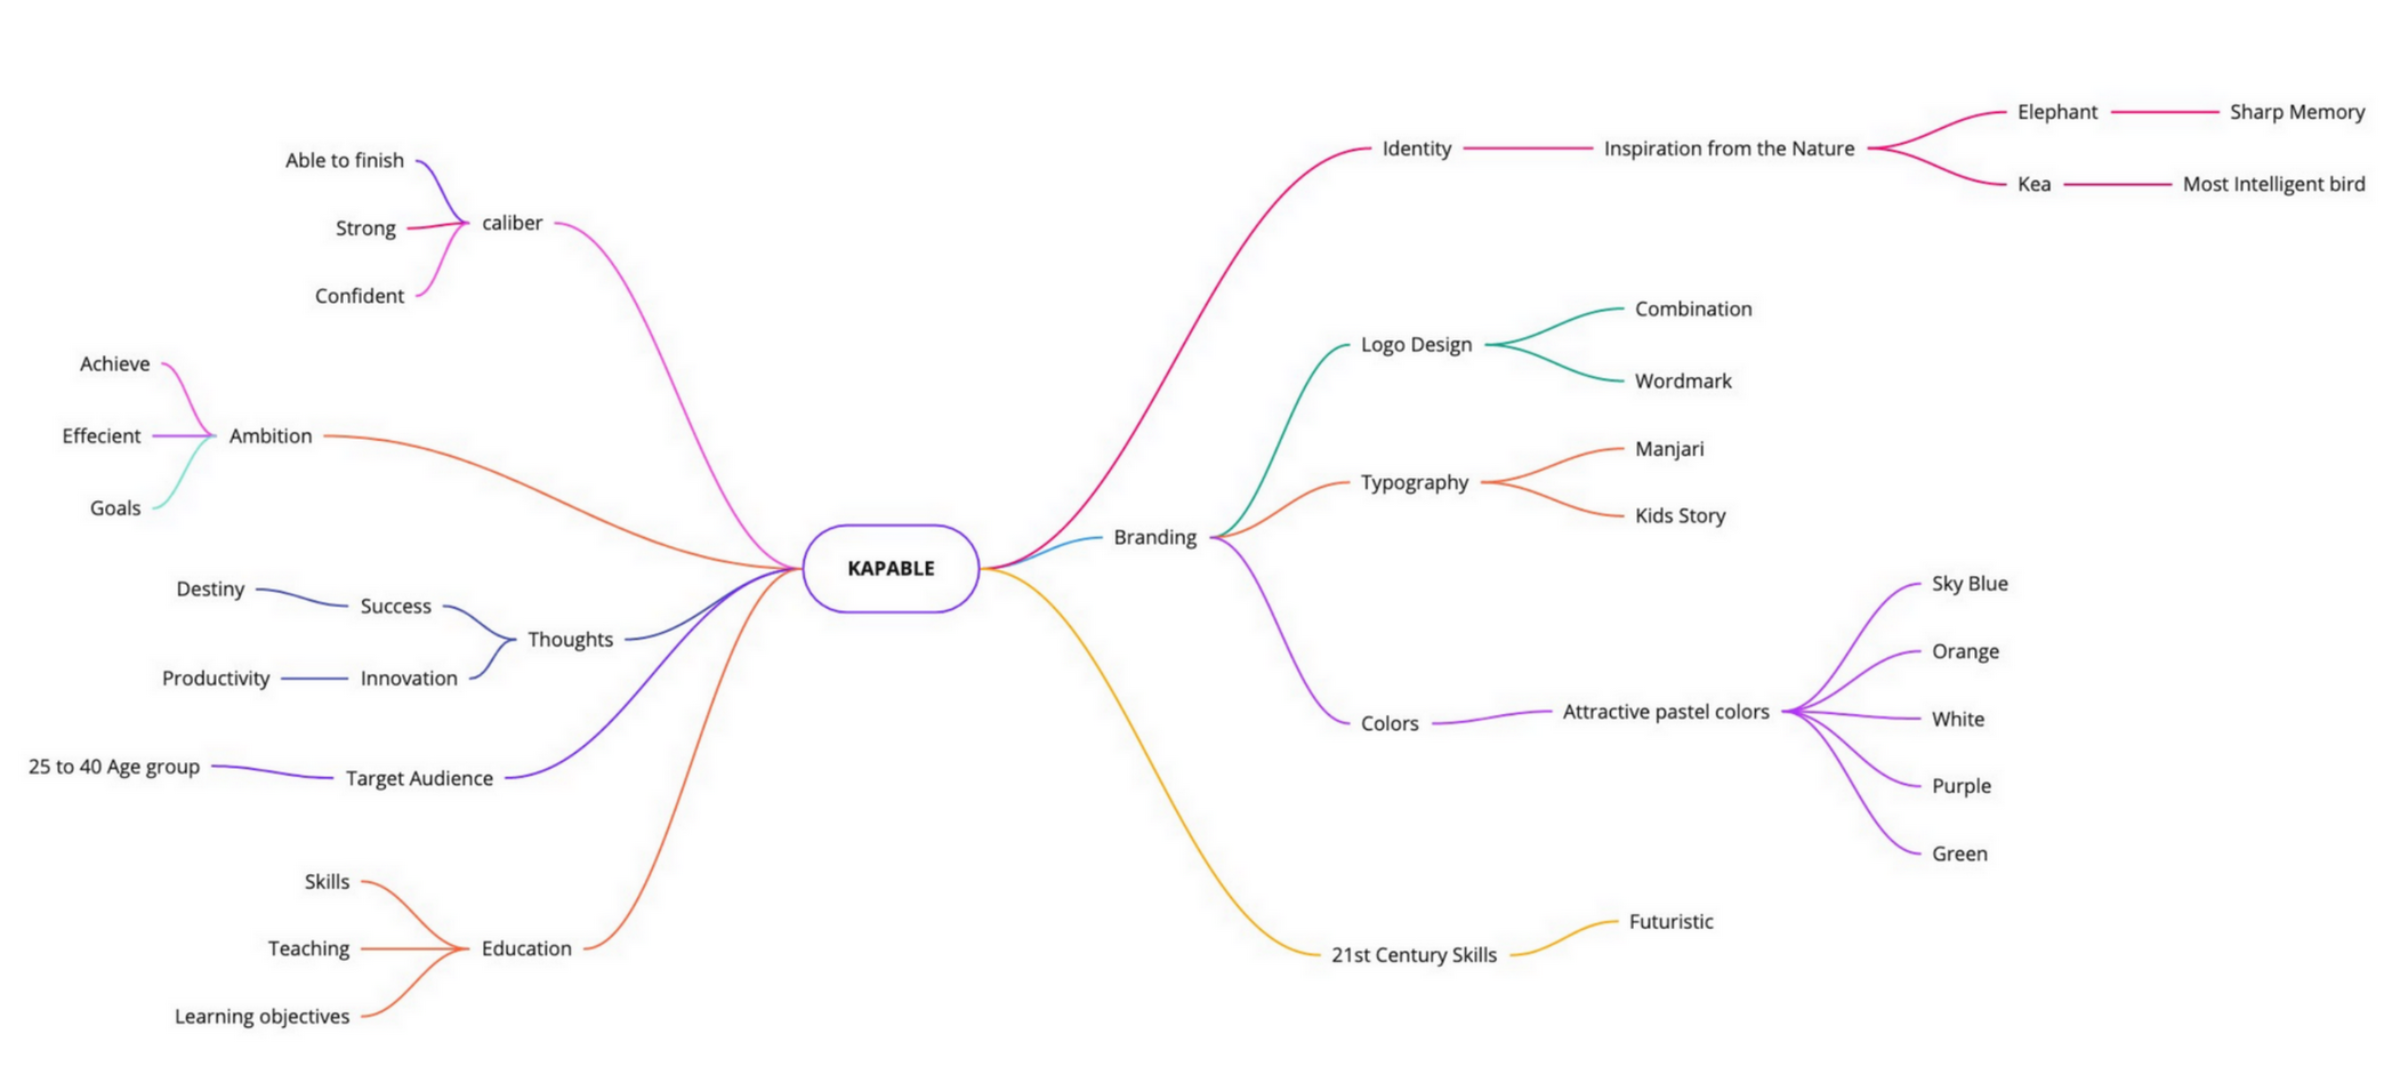 KAPABLE
caliber
Able to finish
Strong
Confident
Ambition
Achieve
Effecient
Goals
Thoughts
Success
Destiny
Innovation
Productivity
Target Audience
25 to 40 Age group
Education
Skills
Teaching
Learning objectives
Identity
Inspiration from the Nature
Elephant
Sharp Memory
Kea
Most Intelligent bird
Branding
Logo Design
Combination
Wordmark
Typography
Manjari
Kids Story
Colors
Attractive pastel colors
Sky Blue
Orange
White
Purple
Green
21st Century Skills
Futuristic